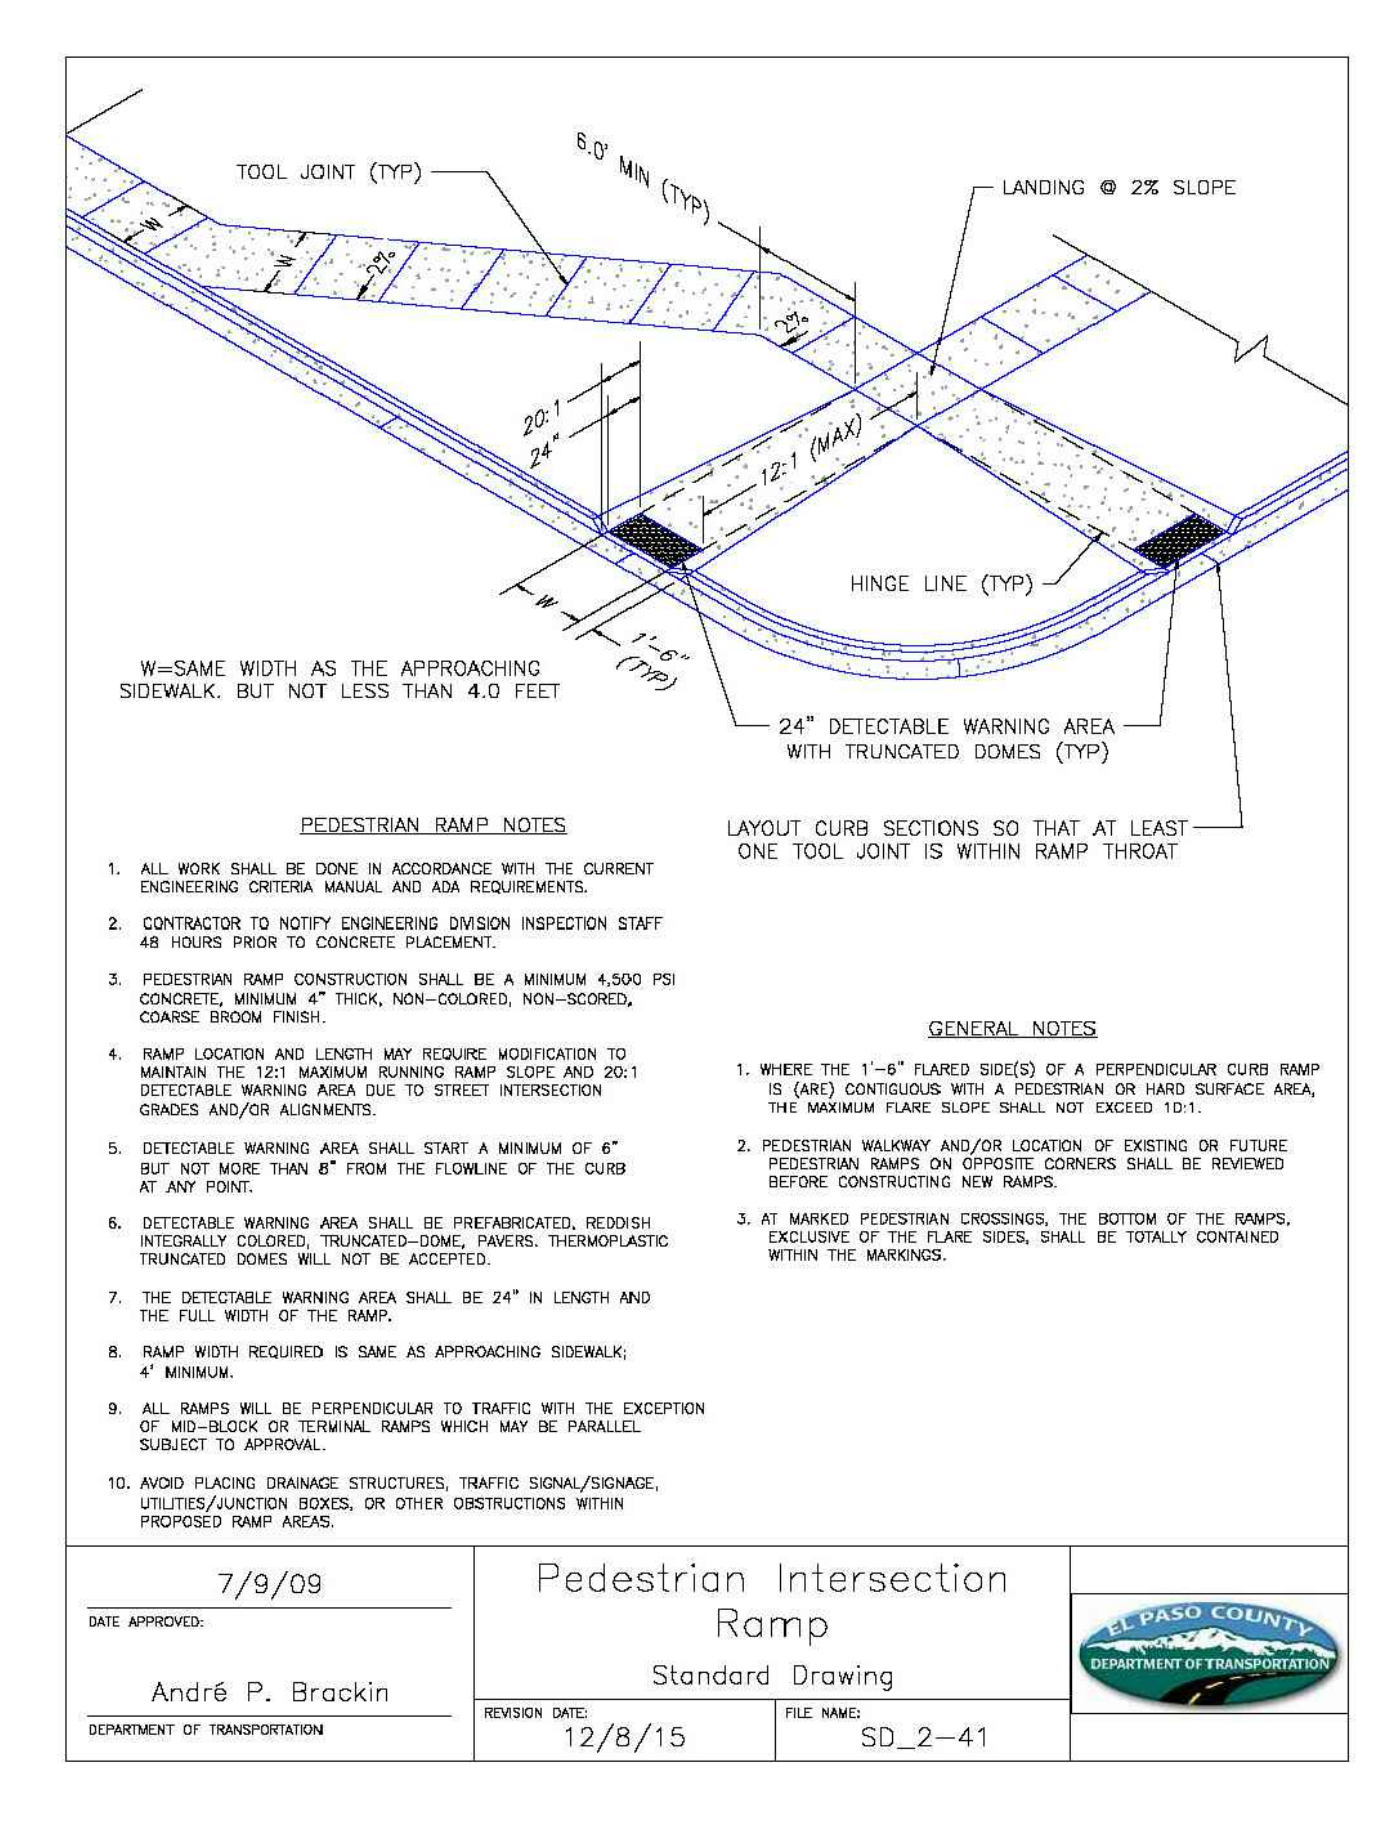 6.0' MIN (TYP)
TOOL JOINT (TYP)
LANDING @ 2% SLOPE
W
W
2%
2%
20:1
24"
12:1 (MAX)
HINGE LINE (TYP)
W
1'-6"
(TYP)
W=SAME WIDTH AS THE APPROACHING
SIDEWALK. BUT NOT LESS THAN 4.0 FEET
24" DETECTABLE WARNING AREA
WITH TRUNCATED DOMES (TYP)
LAYOUT CURB SECTIONS SO THAT AT LEAST
ONE TOOL JOINT IS WITHIN RAMP THROAT
PEDESTRIAN RAMP NOTES
1. ALL WORK SHALL BE DONE IN ACCORDANCE WITH THE CURRENT
ENGINEERING CRITERIA MANUAL AND ADA REQUIREMENTS.
2. CONTRACTOR TO NOTIFY ENGINEERING DIVISION INSPECTION STAFF
48 HOURS PRIOR TO CONCRETE PLACEMENT.
3. PEDESTRIAN RAMP CONSTRUCTION SHALL BE A MINIMUM 4,500 PSI
CONCRETE, MINIMUM 4" THICK, NON-COLORED, NON-SCORED,
COARSE BROOM FINISH.
4. RAMP LOCATION AND LENGTH MAY REQUIRE MODIFICATION TO
MAINTAIN THE 12:1 MAXIMUM RUNNING RAMP SLOPE AND 20:1
DETECTABLE WARNING AREA DUE TO STREET INTERSECTION
GRADES AND/OR ALIGNMENTS.
5. DETECTABLE WARNING AREA SHALL START A MINIMUM OF 6"
BUT NOT MORE THAN 8" FROM THE FLOWLINE OF THE CURB
AT ANY POINT.
6. DETECTABLE WARNING AREA SHALL BE PREFABRICATED, REDDISH
INTEGRALLY COLORED, TRUNCATED-DOME, PAVERS. THERMOPLASTIC
TRUNCATED DOMES WILL NOT BE ACCEPTED.
7. THE DETECTABLE WARNING AREA SHALL BE 24" IN LENGTH AND
THE FULL WIDTH OF THE RAMP.
8. RAMP WIDTH REQUIRED IS SAME AS APPROACHING SIDEWALK;
4' MINIMUM.
9. ALL RAMPS WILL BE PERPENDICULAR TO TRAFFIC WITH THE EXCEPTION
OF MID-BLOCK OR TERMINAL RAMPS WHICH MAY BE PARALLEL
SUBJECT TO APPROVAL.
10. AVOID PLACING DRAINAGE STRUCTURES, TRAFFIC SIGNAL/SIGNAGE,
UTILITIES/JUNCTION BOXES, OR OTHER OBSTRUCTIONS WITHIN
PROPOSED RAMP AREAS.
GENERAL NOTES
1. WHERE THE 1'-6" FLARED SIDE(S) OF A PERPENDICULAR CURB RAMP
IS (ARE) CONTIGUOUS WITH A PEDESTRIAN OR HARD SURFACE AREA,
THE MAXIMUM FLARE SLOPE SHALL NOT EXCEED 10:1.
2. PEDESTRIAN WALKWAY AND/OR LOCATION OF EXISTING OR FUTURE
PEDESTRIAN RAMPS ON OPPOSITE CORNERS SHALL BE REVIEWED
BEFORE CONSTRUCTING NEW RAMPS.
3. AT MARKED PEDESTRIAN CROSSINGS, THE BOTTOM OF THE RAMPS,
EXCLUSIVE OF THE FLARE SIDES, SHALL BE TOTALLY CONTAINED
WITHIN THE MARKINGS.
7/9/09
DATE APPROVED:
André P. Brackin
DEPARTMENT OF TRANSPORTATION
Pedestrian Intersection
Ramp
Standard Drawing
REVISION DATE:
12/8/15
FILE NAME:
SD_2-41
EL PASO COUNTY
DEPARTMENT OF TRANSPORTATION